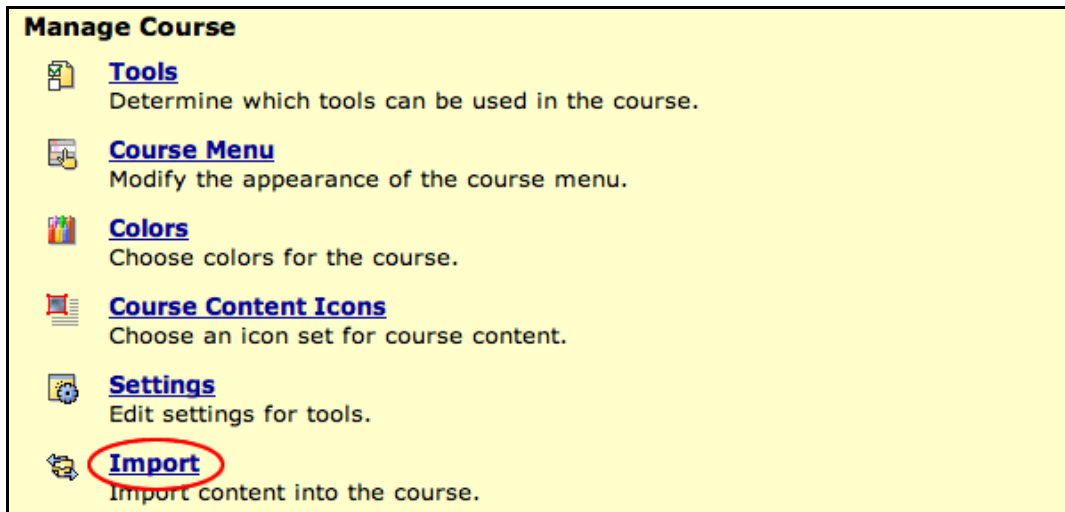 Manage Course
Tools
Determine which tools can be used in the course.
Course Menu
Modify the appearance of the course menu.
Colors
Choose colors for the course.
Course Content Icons
Choose an icon set for course content.
Settings
Edit settings for tools.
Import
Import content into the course.